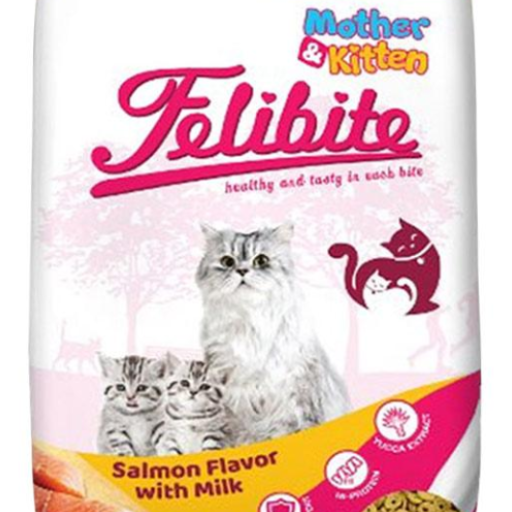 Mother
& Kitten
Felibite
healthy and tasty in each bite
YUCCA EXTRACT
HI-PROTEIN
Salmon Flavor
with Milk